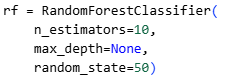 rf = RandomForestClassifier(
    n_estimators=10,
    max_depth=None,
    random_state=50)